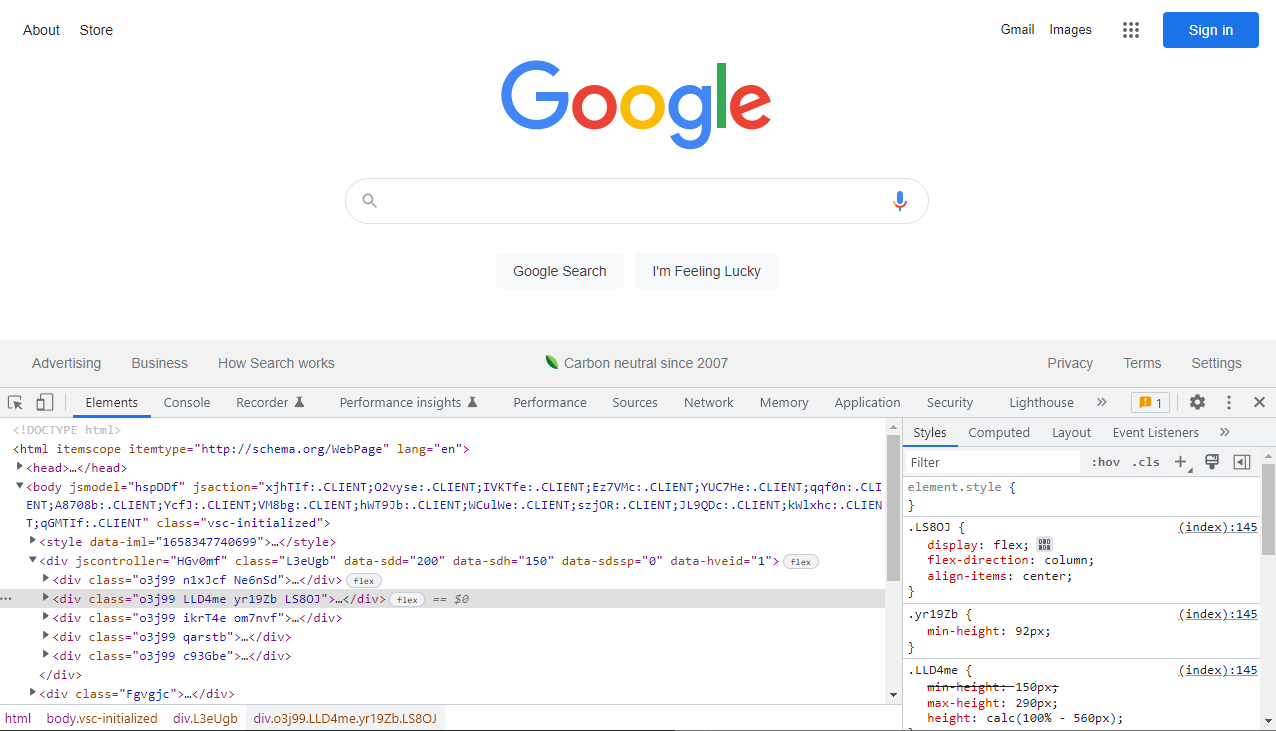 About Store Gmail Images Sign in
Google
Google Search I'm Feeling Lucky
Advertising Business How Search works Carbon neutral since 2007 Privacy Terms Settings
Elements Console Recorder Performance insights Performance Sources Network Memory Application Security Lighthouse » 1
<!DOCTYPE html>
<html itemscope itemtype="http://schema.org/WebPage" lang="en">
<head>…</head>
<body jsmodel="hspDDf" jsaction="xjhTIf:.CLIENT;O2vyse:.CLIENT;IVKTfe:.CLIENT;Ez7VMc:.CLIENT;YUC7He:.CLIENT;qqf0n:.CLI
ENT;A8708b:.CLIENT;YcfJ:.CLIENT;VM8bg:.CLIENT;hWT9Jb:.CLIENT;WCulWe:.CLIENT;szjOR:.CLIENT;JL9QDc:.CLIENT;kWlxhc:.CLIEN
T;qGMTIf:.CLIENT" class="vsc-initialized">
<style data-iml="1658347740699">…</style>
<div jscontroller="HGv0mf" class="L3eUgb" data-sdd="200" data-sdh="150" data-sdssp="0" data-hveid="1"> flex
<div class="o3j99 n1xJcf Ne6nSd">…</div> flex
… <div class="o3j99 LLD4me yr19Zb LS8OJ">…</div> flex == $0
<div class="o3j99 ikrT4e om7nvf">…</div>
<div class="o3j99 qarstb">…</div>
<div class="o3j99 c93Gbe">…</div>
</div>
<div class="Fgvgjc">…</div>
html body.vsc-initialized div.L3eUgb div.o3j99.LLD4me.yr19Zb.LS8OJ
Styles Computed Layout Event Listeners »
Filter :hov .cls +
element.style {
}
.LS8OJ { (index):145
display: flex;
flex-direction: column;
align-items: center;
}
.yr19Zb { (index):145
min-height: 92px;
}
.LLD4me { (index):145
min-height: 150px;
max-height: 290px;
height: calc(100% - 560px);